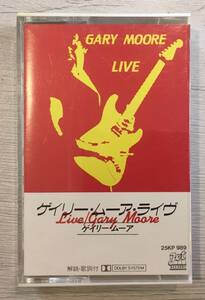 GARY MOORE
LIVE
ゲイリー・ムーア・ライヴ
Live/Gary Moore
ゲイリー・ムーア
25KP 989
解説・歌詞付
DOLBY SYSTEM
Jet